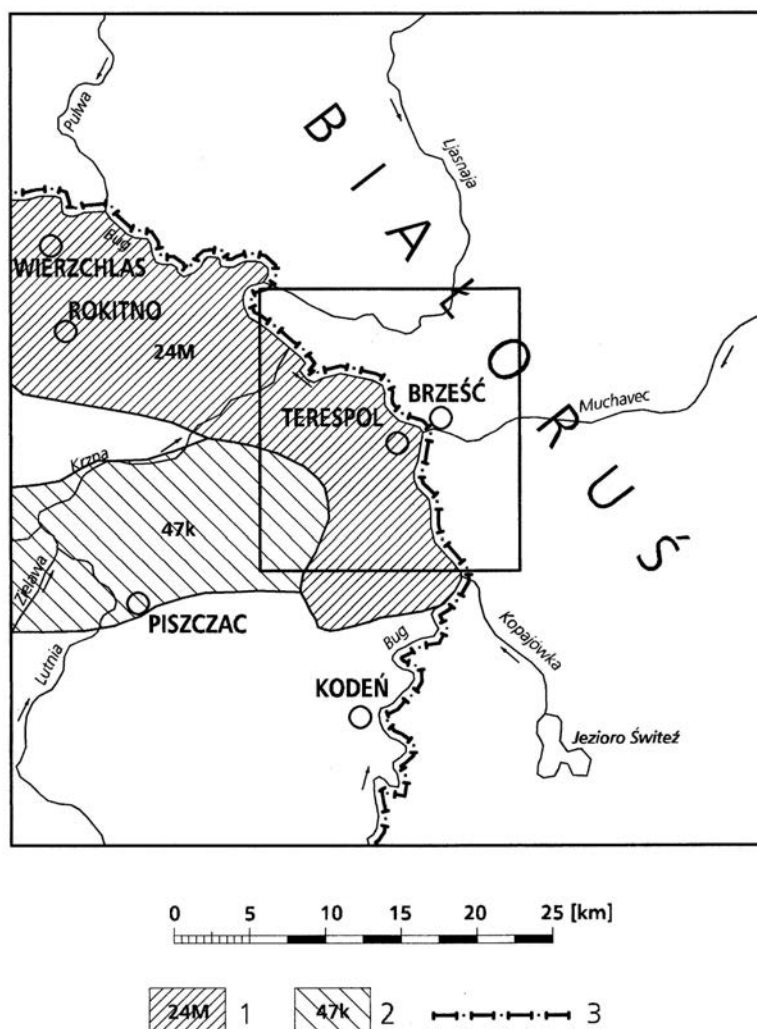 BIAŁORUŚ
Pulwa
Ljasnaja
Bug
WIERZCHLAS
ROKITNO
24M
BRZEŚĆ
Muchavec
TERESPOL
Krzna
47k
Zielawa
PISZCZAC
Lutnia
Bug
Kopajówka
KODEŃ
Jezioro Świteź
0 5 10 15 20 25 [km]
24M 1 47k 2 3